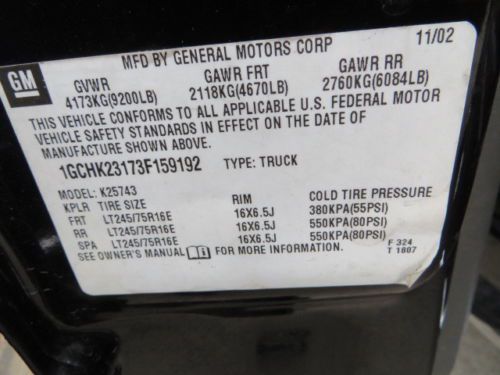 MFD BY GENERAL MOTORS CORP 11/02
GM
GVWR GAWR FRT GAWR RR
4173KG(9200LB) 2118KG(4670LB) 2760KG(6084LB)
THIS VEHICLE CONFORMS TO ALL APPLICABLE U.S. FEDERAL MOTOR
VEHICLE SAFETY STANDARDS IN EFFECT ON THE DATE OF
MANUFACTURE SHOWN ABOVE.
1GCHK23173F159192 TYPE: TRUCK
MODEL: K25743
KPLR TIRE SIZE RIM COLD TIRE PRESSURE
FRT LT245/75R16E 16X6.5J 380KPA(55PSI)
RR LT245/75R16E 16X6.5J 550KPA(80PSI)
SPA LT245/75R16E 16X6.5J 550KPA(80PSI)
SEE OWNER'S MANUAL FOR MORE INFORMATION. F 324
T 1807